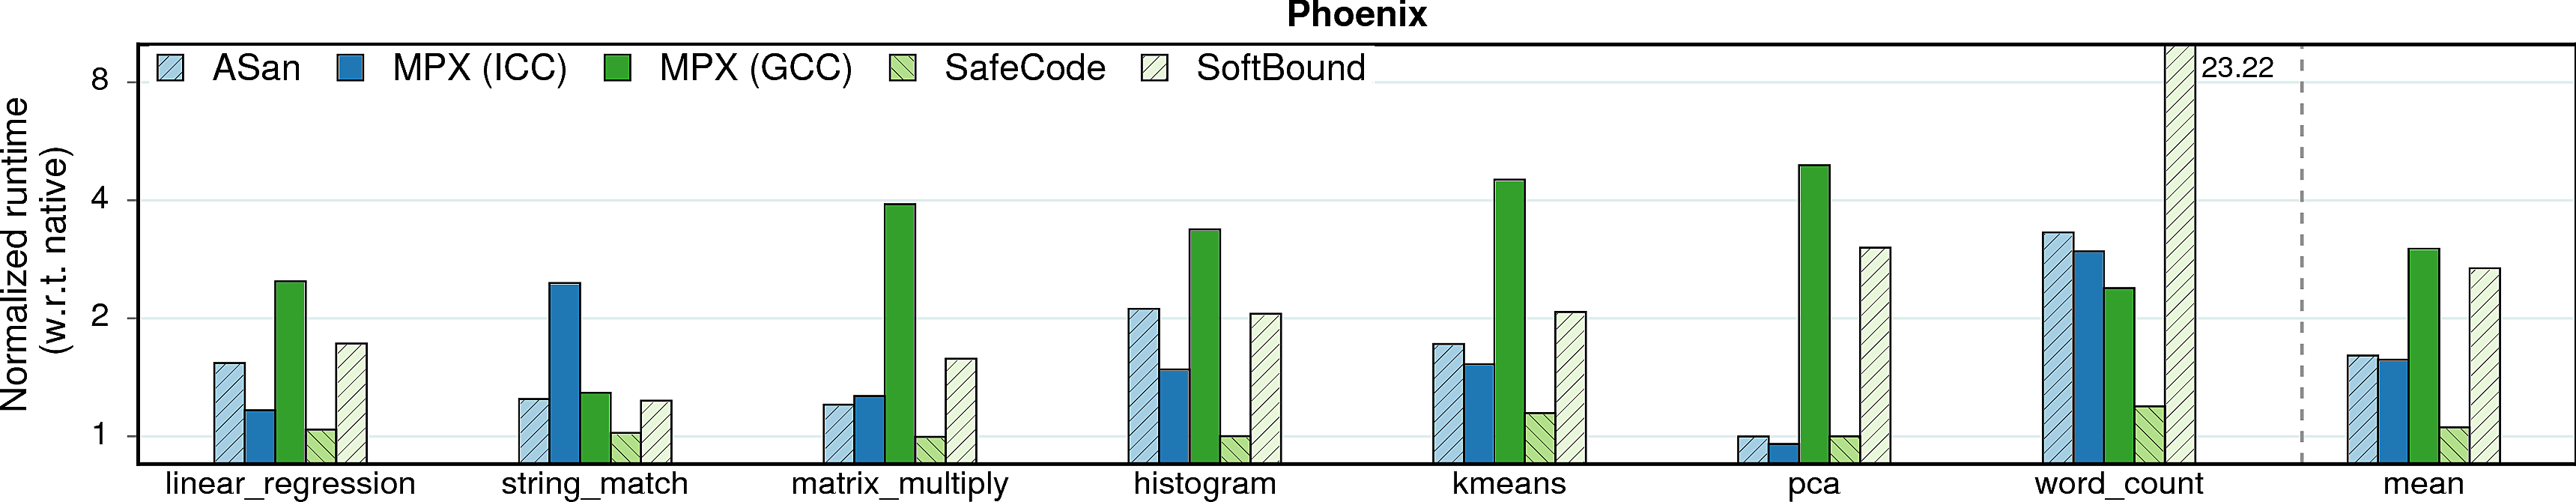 Phoenix
ASan MPX (ICC) MPX (GCC) SafeCode SoftBound
23.22
Normalized runtime
(w.r.t. native)
8
4
2
1
linear_regression string_match matrix_multiply histogram kmeans pca word_count mean